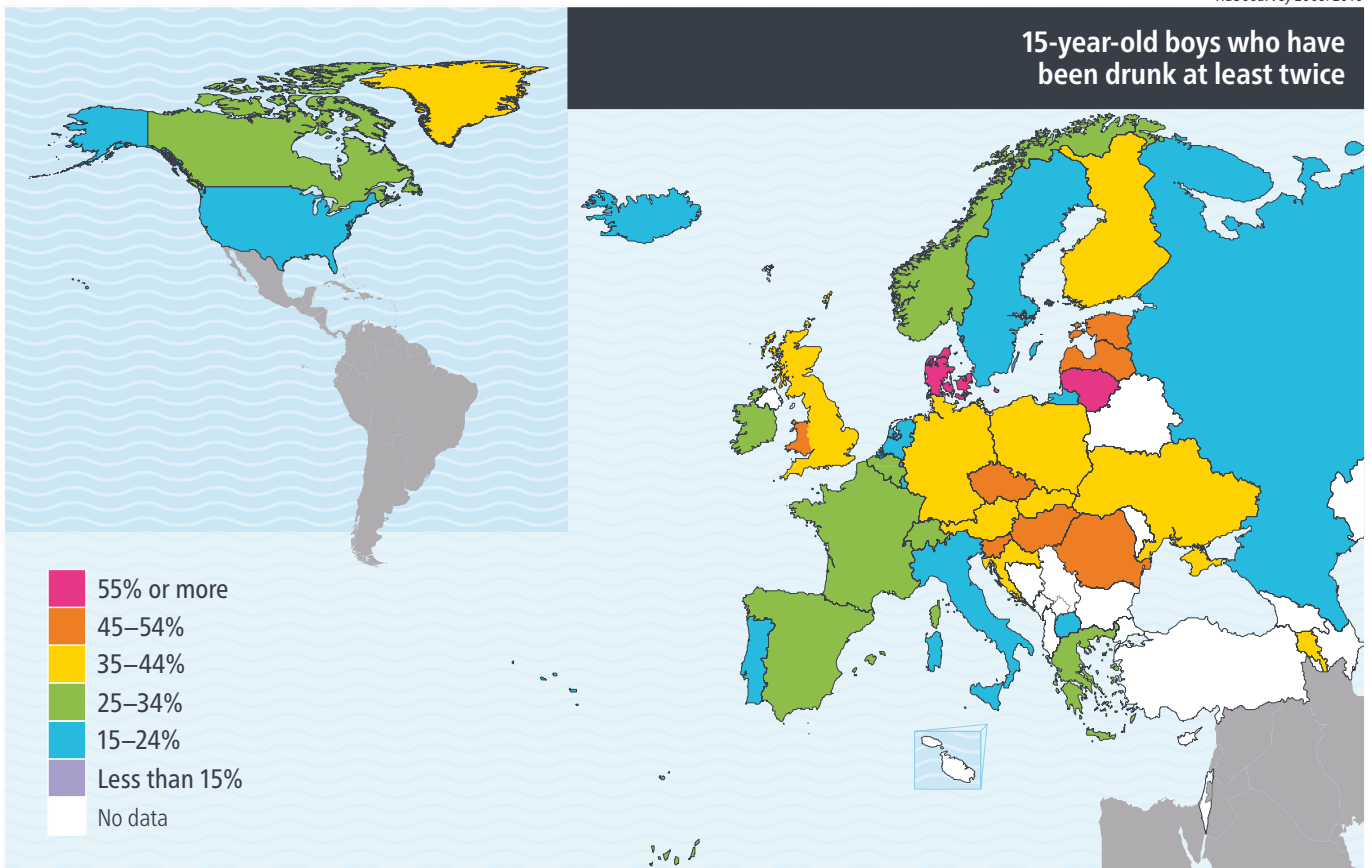 15-year-old boys who have
been drunk at least twice
55% or more
45–54%
35–44%
25–34%
15–24%
Less than 15%
No data